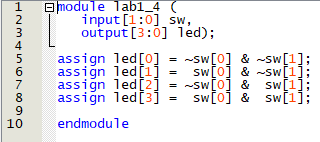 1 module lab1_4 (
2 input[1:0] sw,
3 output[3:0] led);
4
5 assign led[0] = ~sw[0] & ~sw[1];
6 assign led[1] =  sw[0] & ~sw[1];
7 assign led[2] = ~sw[0] &  sw[1];
8 assign led[3] =  sw[0] &  sw[1];
9
10 endmodule